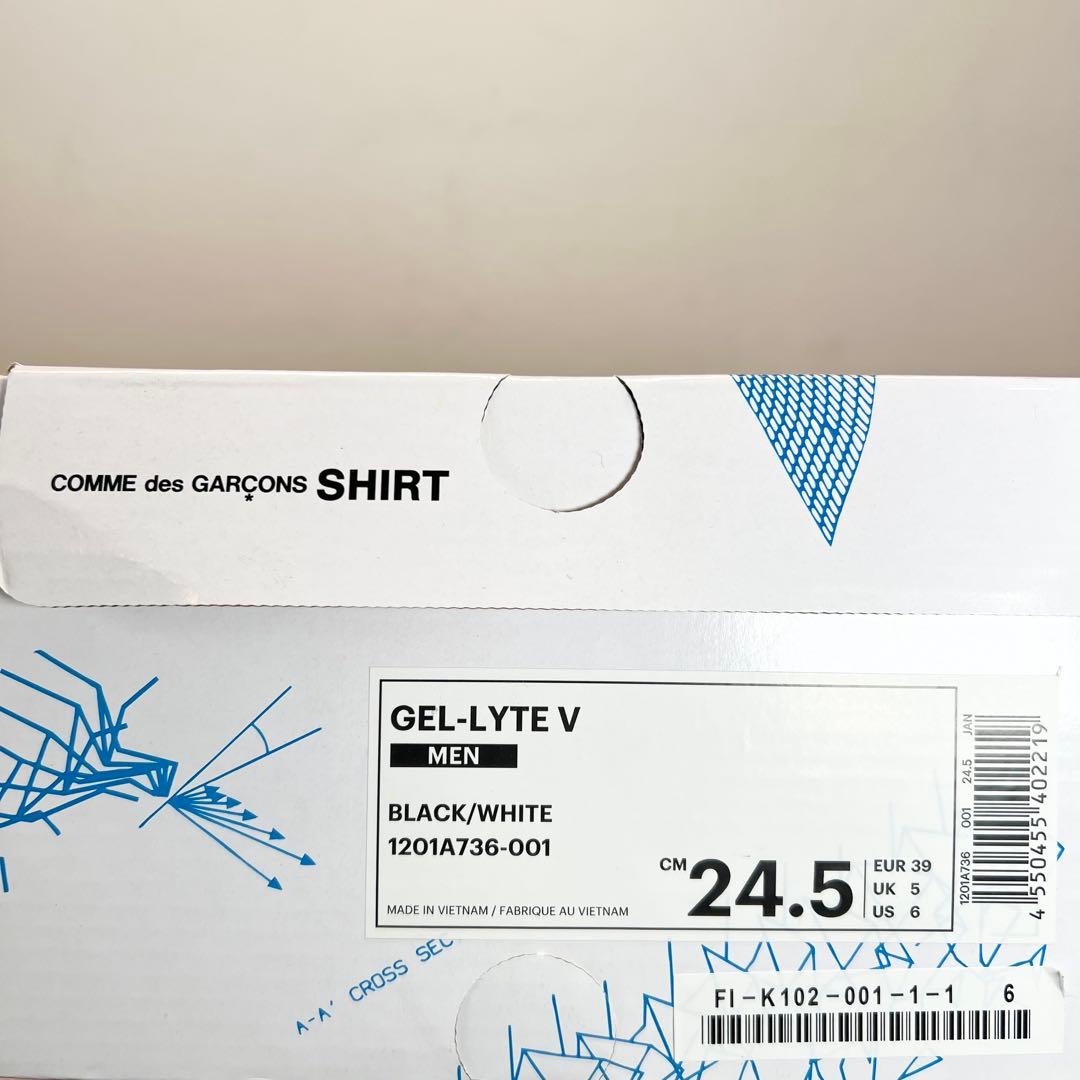 COMME des GARÇONS SHIRT
GEL-LYTE V
MEN
BLACK/WHITE
1201A736-001
CM 24.5
EUR 39
UK 5
US 6
MADE IN VIETNAM / FABRIQUE AU VIETNAM
1201A736 001 24.5 JAN
4 550455 402219
A-A' CROSS SEC
FI-K102-001-1-1 6